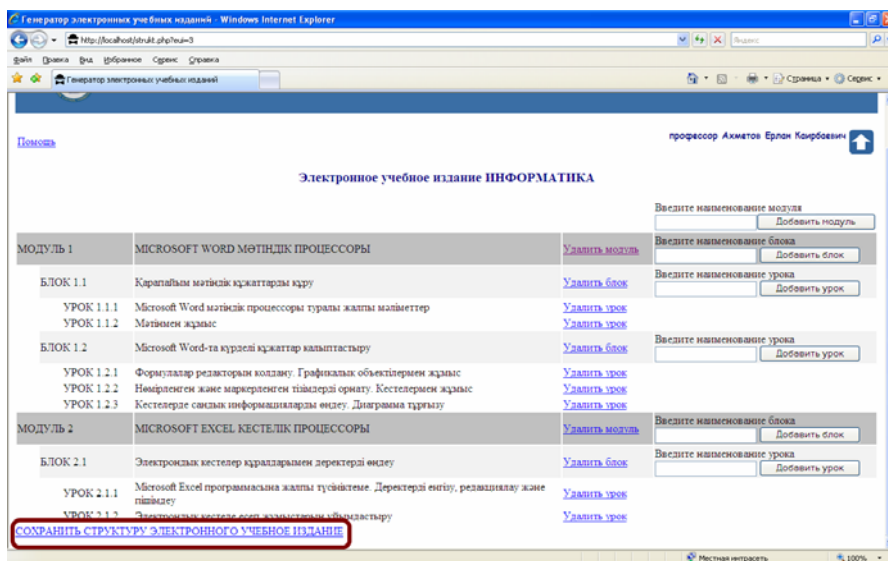 Генератор электронных учебных изданий - Windows Internet Explorer
http://localhost/strukt.php?eui=3
Яндекс
Файл Правка Вид Избранное Сервис Справка
Генератор электронных учебных изданий
Страница Сервис
Помощь
профессор Ахметов Ерлан Каирбаевич
Электронное учебное издание ИНФОРМАТИКА
Введите наименование модуля
Добавить модуль
МОДУЛЬ 1 MICROSOFT WORD МӘТІНДІК ПРОЦЕССОРЫ Удалить модуль Введите наименование блока
Добавить блок
БЛОК 1.1 Қарапайым мәтіндік құжаттарды құру Удалить блок Введите наименование урока
Добавить урок
УРОК 1.1.1 Microsoft Word мәтіндік процессоры туралы жалпы мәліметтер Удалить урок
УРОК 1.1.2 Мәтінмен жұмыс Удалить урок
БЛОК 1.2 Microsoft Word-та күрделі құжаттар қалыптастыру Удалить блок Введите наименование урока
Добавить урок
УРОК 1.2.1 Формулалар редакторын қолдану. Графикалық объектілермен жұмыс Удалить урок
УРОК 1.2.2 Нөмірленген және маркерленген тізімдерді орнату. Кестелермен жұмыс Удалить урок
УРОК 1.2.3 Кестелерде сандық информацияларды өңдеу. Диаграмма тұрғызу Удалить урок
МОДУЛЬ 2 MICROSOFT EXCEL КЕСТЕЛІК ПРОЦЕССОРЫ Удалить модуль Введите наименование блока
Добавить блок
БЛОК 2.1 Электрондық кестелер құралдарымен деректерді өңдеу Удалить блок Введите наименование урока
Добавить урок
УРОК 2.1.1 Microsoft Excel программасына жалпы түсініктеме. Деректерді енгізу, редакциялау және
пішімдеу Удалить урок
УРОК 2.1.2 Электрондық кестеде есеп жұмыстарын ұйымдастыру Удалить урок
СОХРАНИТЬ СТРУКТУРУ ЭЛЕКТРОННОГО УЧЕБНОЕ ИЗДАНИЕ
Местная интрасеть 100%